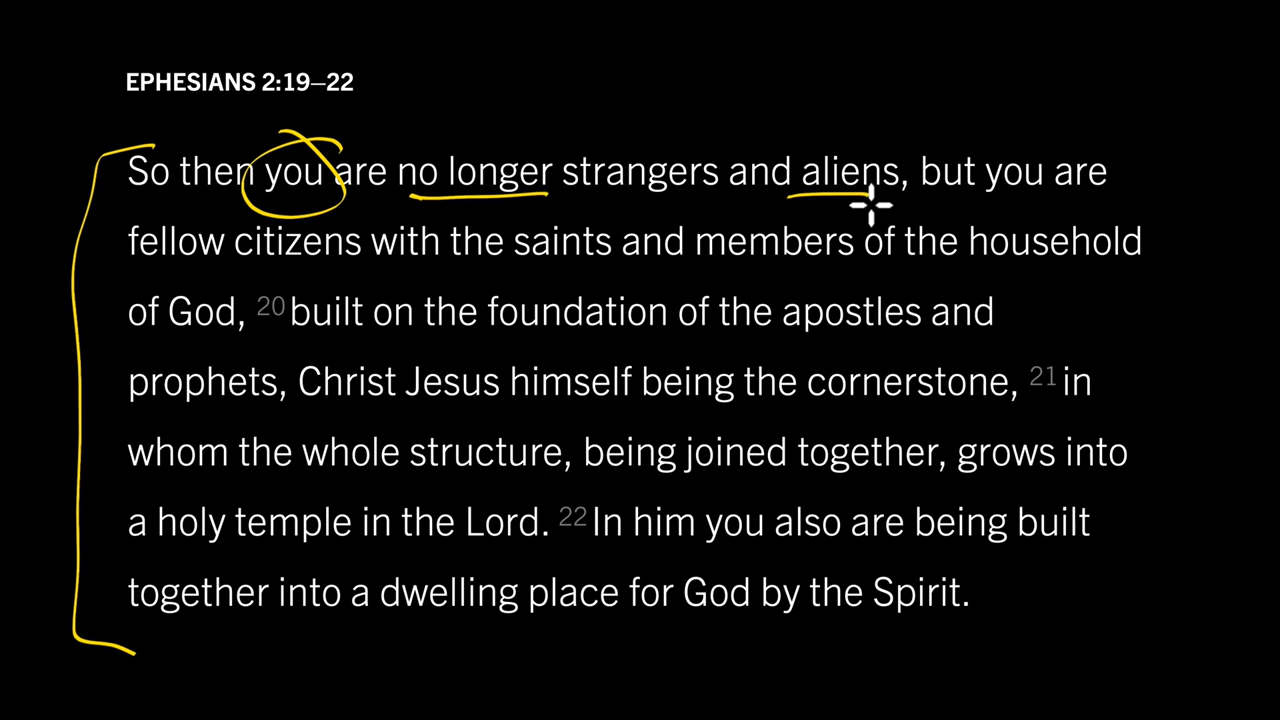 EPHESIANS 2:19–22
So then you are no longer strangers and aliens, but you are
fellow citizens with the saints and members of the household
of God, 20 built on the foundation of the apostles and
prophets, Christ Jesus himself being the cornerstone, 21 in
whom the whole structure, being joined together, grows into
a holy temple in the Lord. 22 In him you also are being built
together into a dwelling place for God by the Spirit.